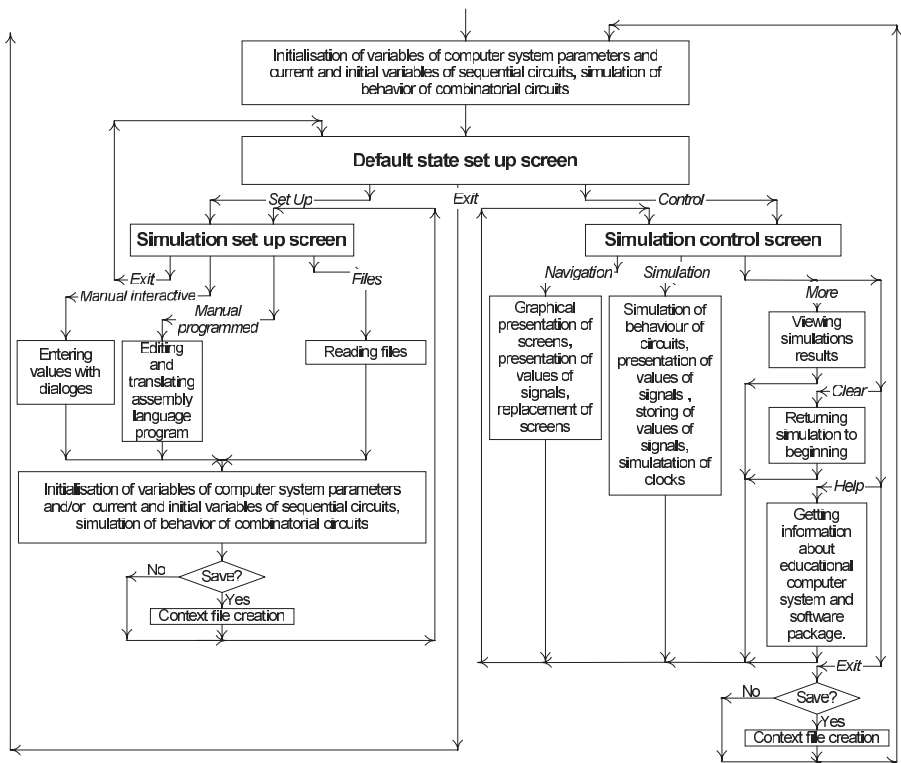 Initialisation of variables of computer system parameters and
current and initial variables of sequential circuits, simulation of
behavior of combinatorial circuits
Default state set up screen
Set Up
Exit
Control
Simulation set up screen
Exit
Manual interactive
Manual
programmed
Files
Entering
values with
dialoges
Editing
and
translating
assembly
language
program
Reading files
Initialisation of variables of computer system parameters
and/or current and initial variables of sequential circuits,
simulation of behavior of combinatorial circuits
No
Save?
Yes
Context file creation
Simulation control screen
Navigation
Simulation
More
Graphical
presentation of
screens,
presentation of
values of
signals,
replacement of
screens
Simulation of
behaviour of
circuits,
presentation of
values of
signals ,
storing of
values of
signals,
simulatation of
clocks
Viewing
simulations
results
Clear
Returning
simulation to
beginning
Help
Getting
information
about
educational
computer
system and
software
package.
Exit
No
Save?
Yes
Context file creation